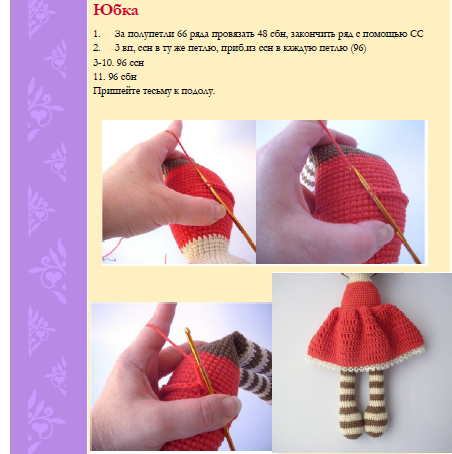 Юбка
1. За полупетли 66 ряда провязать 48 сбн, закончить ряд с помощью СС
2. 3 вп, ссн в ту же петлю, приб.из ссн в каждую петлю (96)
3-10. 96 ссн
11. 96 сбн
Пришейте тесьму к подолу.